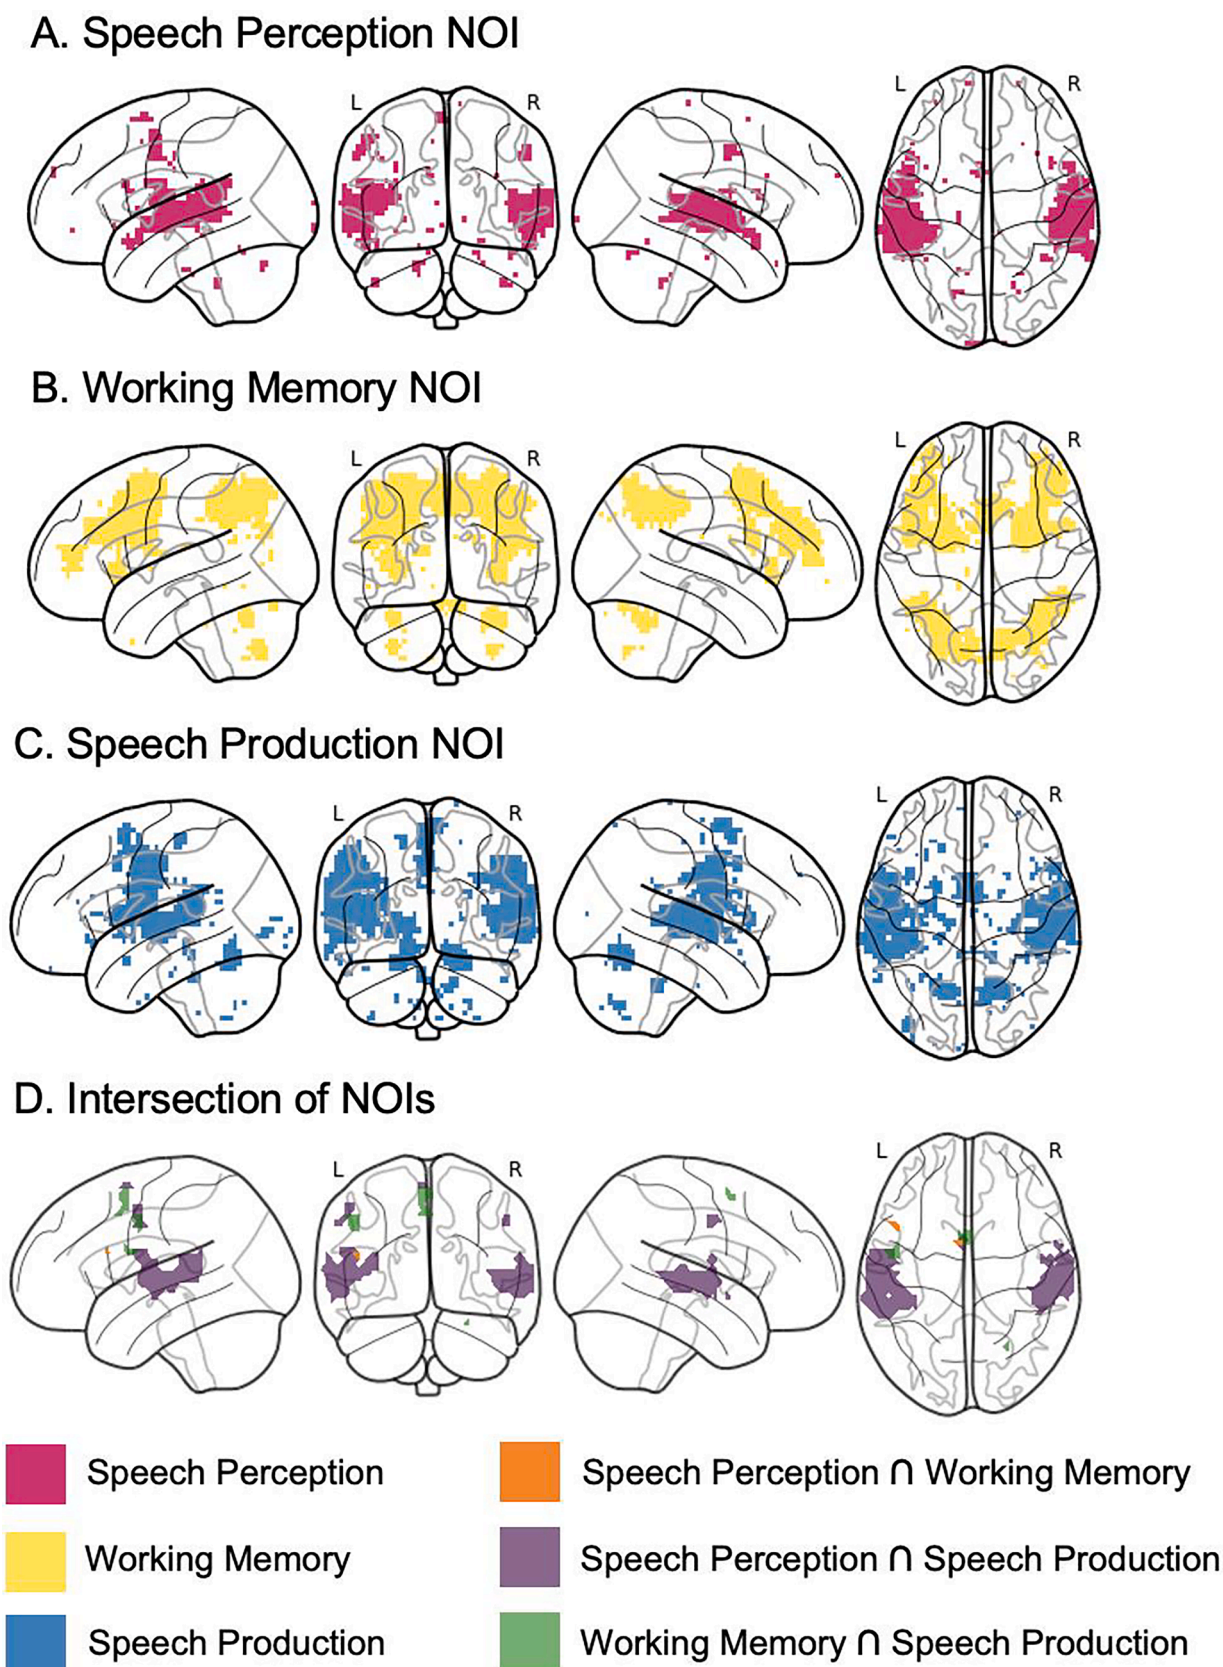 A. Speech Perception NOI
L R L R
B. Working Memory NOI
L R L R
C. Speech Production NOI
L R L R
D. Intersection of NOIs
L R L R
Speech Perception
Speech Perception ∩ Working Memory
Working Memory
Speech Perception ∩ Speech Production
Speech Production
Working Memory ∩ Speech Production